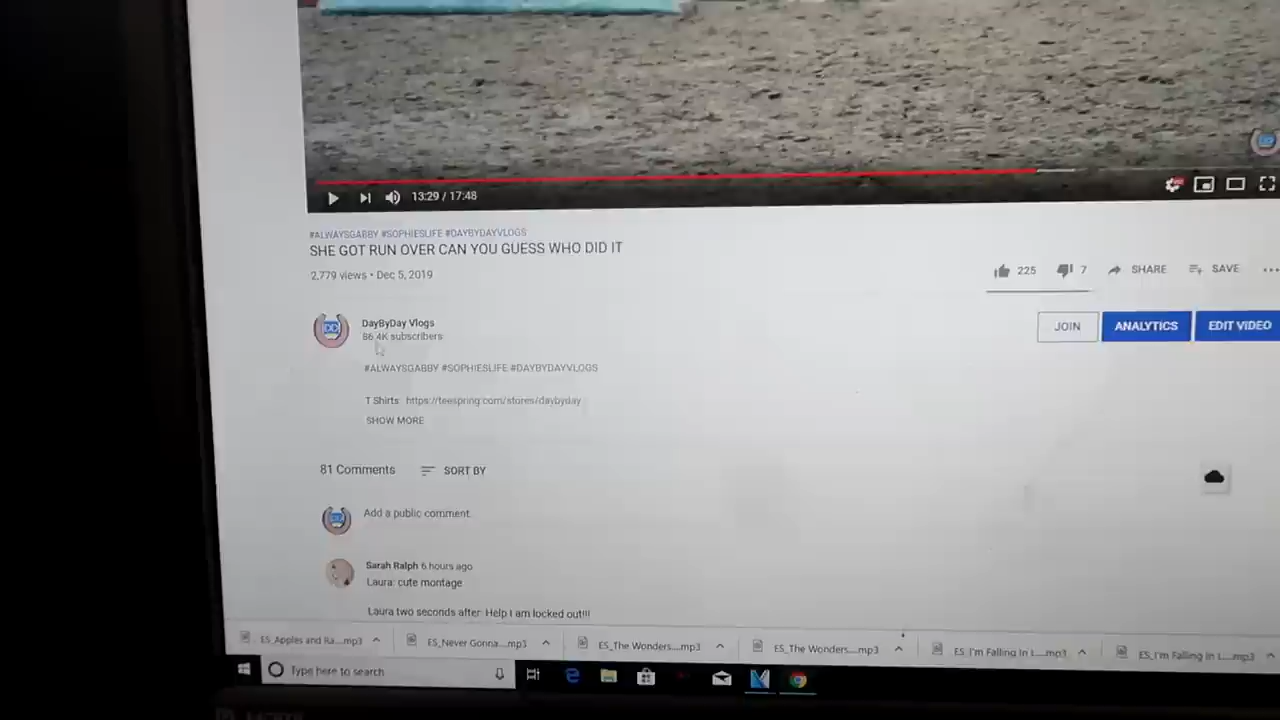 13:29 / 17:48
#ALWAYSGABBY #SOPHIESLIFE #DAYBYDAYVLOGS
SHE GOT RUN OVER CAN YOU GUESS WHO DID IT
2,779 views • Dec 5, 2019
225 7 SHARE SAVE
DayByDay Vlogs
86.4K subscribers
JOIN ANALYTICS EDIT VIDEO
#ALWAYSGABBY #SOPHIESLIFE #DAYBYDAYVLOGS
T Shirts: https://teespring.com/stores/daybyday
SHOW MORE
81 Comments SORT BY
Add a public comment
Sarah Ralph 6 hours ago
Laura: cute montage
Laura two seconds after: Help I am locked out!!!
ES_Apples and Ra....mp3 ES_Never Gonna....mp3 ES_The Wonders....mp3 ES_The Wonders....mp3 ES_I'm Falling In L....mp3 ES_I'm Falling In L....mp3
Type here to search